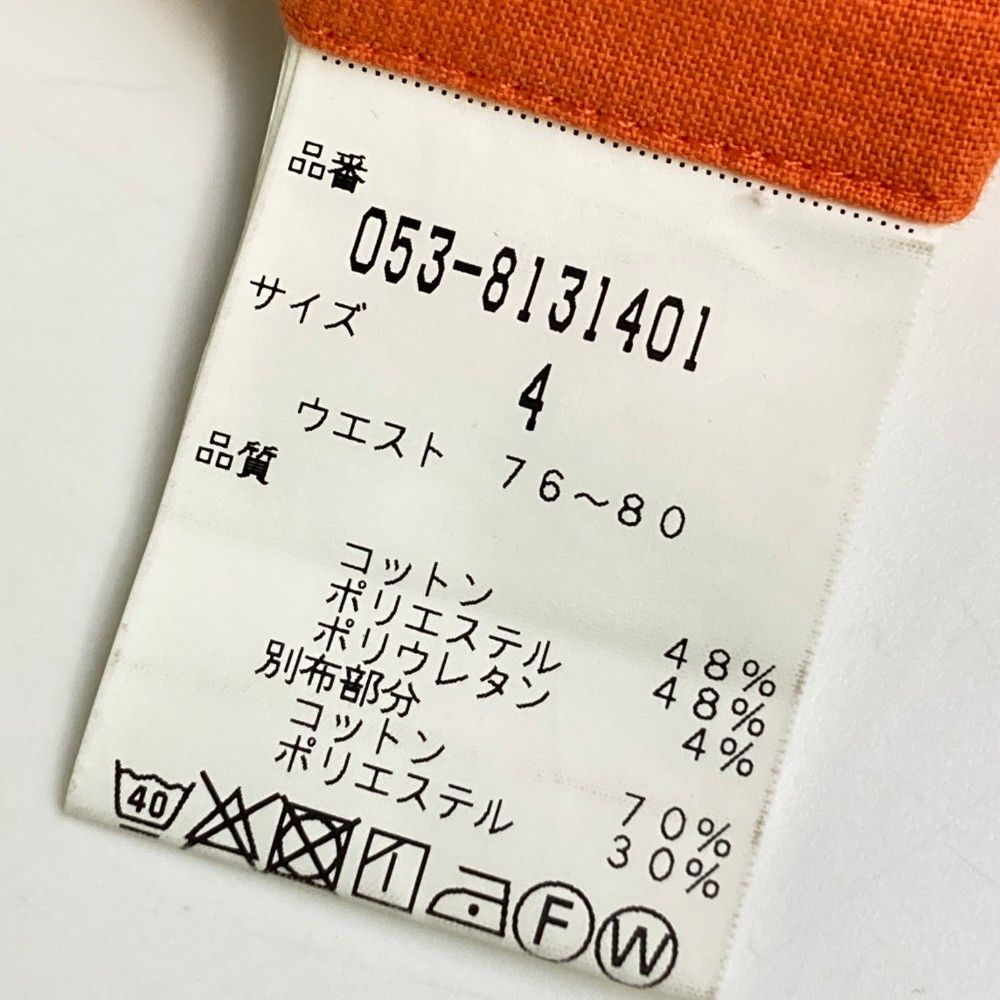 品番
053-8131401
サイズ
4
ウエスト 76～80
品質
コットン 48%
ポリエステル 48%
ポリウレタン 4%
別布部分
コットン 70%
ポリエステル 30%
40
F
W